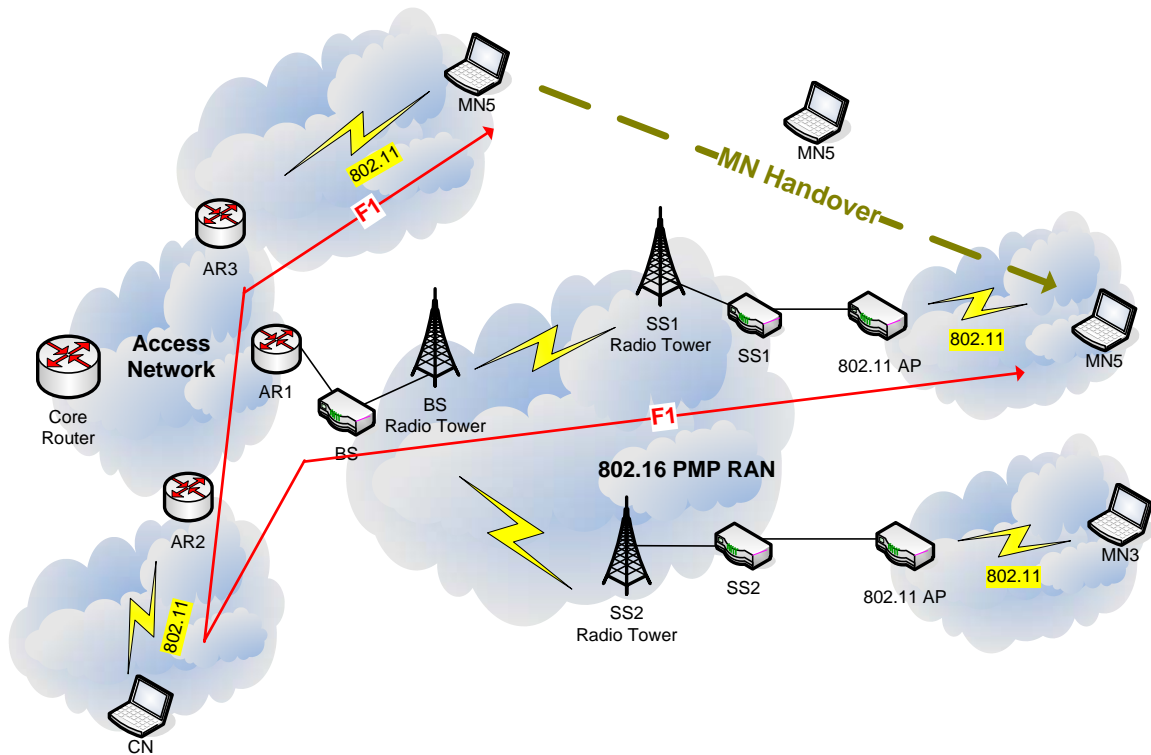 MN5
802.11
F1
MN5
MN Handover
AR3
Access
Network
Core
Router
AR1
BS
BS
Radio Tower
SS1
Radio Tower
SS1
802.11 AP
802.11
MN5
F1
802.16 PMP RAN
AR2
802.11
CN
SS2
Radio Tower
SS2
802.11 AP
802.11
MN3